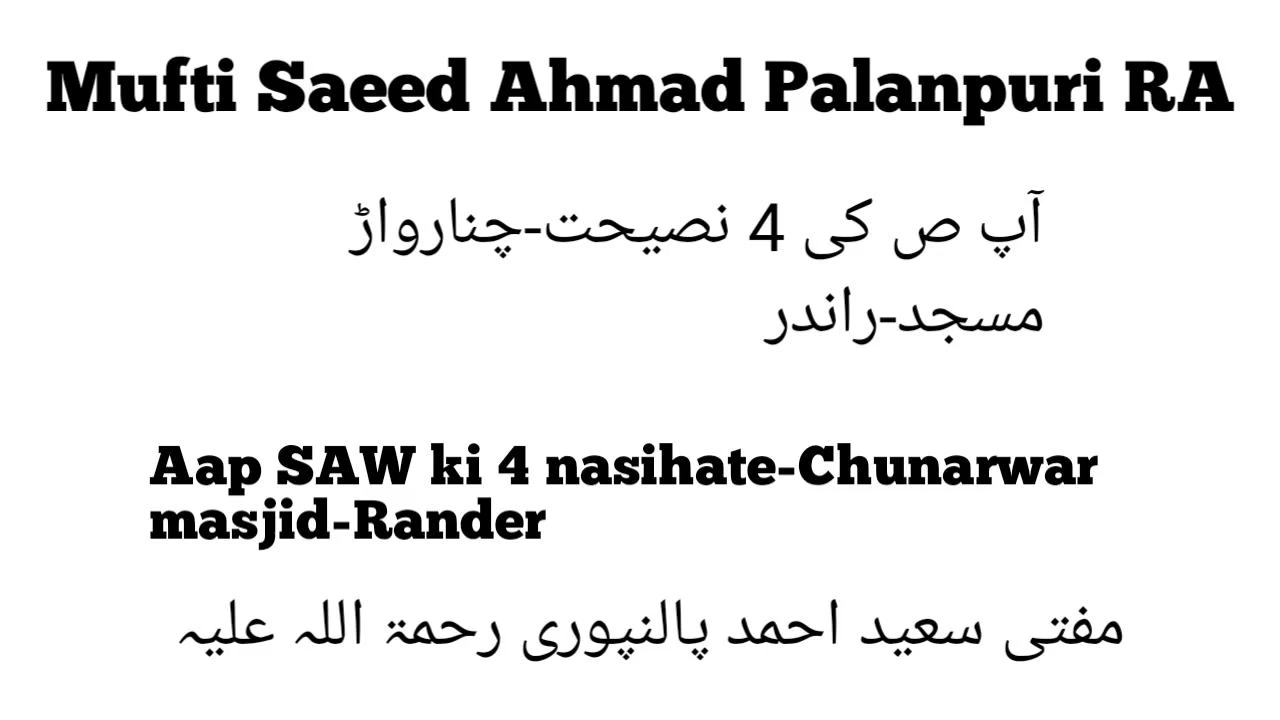 Mufti Saeed Ahmad Palanpuri RA
آپ ص کی 4 نصیحت-چنارواڑ
مسجد-راندر
Aap SAW ki 4 nasihate-Chunarwar
masjid-Rander
مفتی سعید احمد پالنپوری رحمۃ اللہ علیہ